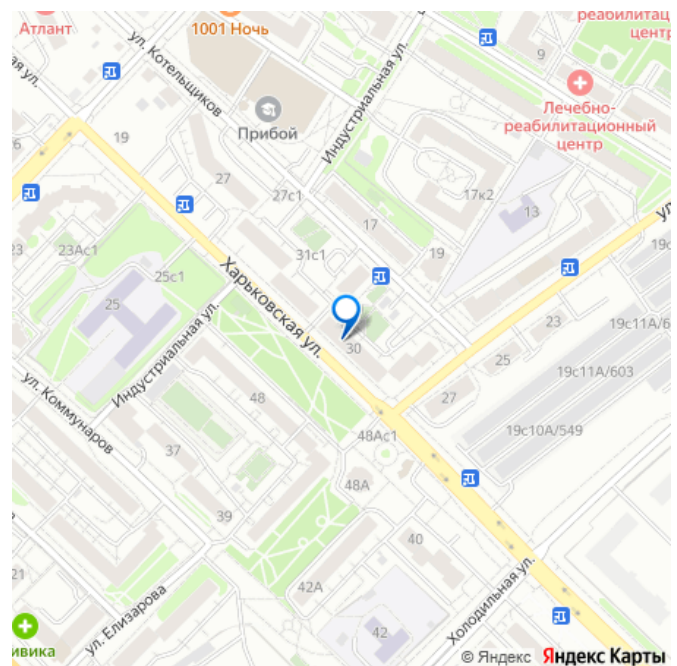 Атлант
1001 Ночь
реабилитац
центр
9
Лечебно-
реабилитационный
центр
ул. Котельщиков
Прибой
Индустриальная ул.
ая ул.
19
27
27с1
17
17к2
13
19
31с1
23
23Ас1
25с1
25
Харьковская ул.
30
Индустриальная ул.
ул. Коммунаров
48
37
39
48Ас1
48А
40
42А
42
21
ул. Елизарова
Холодильная ул.
ивика
23
25
27
19с11А/6
19с11А/603
19с10А/549
19с
ул
6
© Яндекс Яндекс Карты